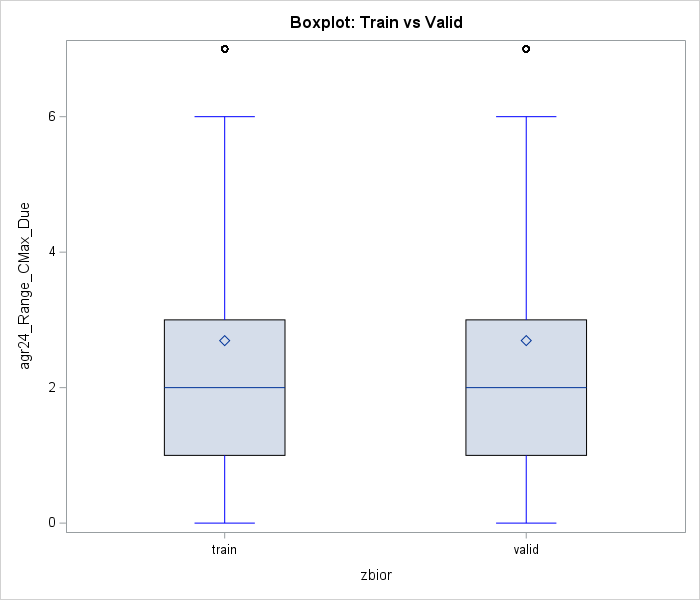 Boxplot: Train vs Valid
agr24_Range_CMax_Due
6
4
2
0
train valid
zbior